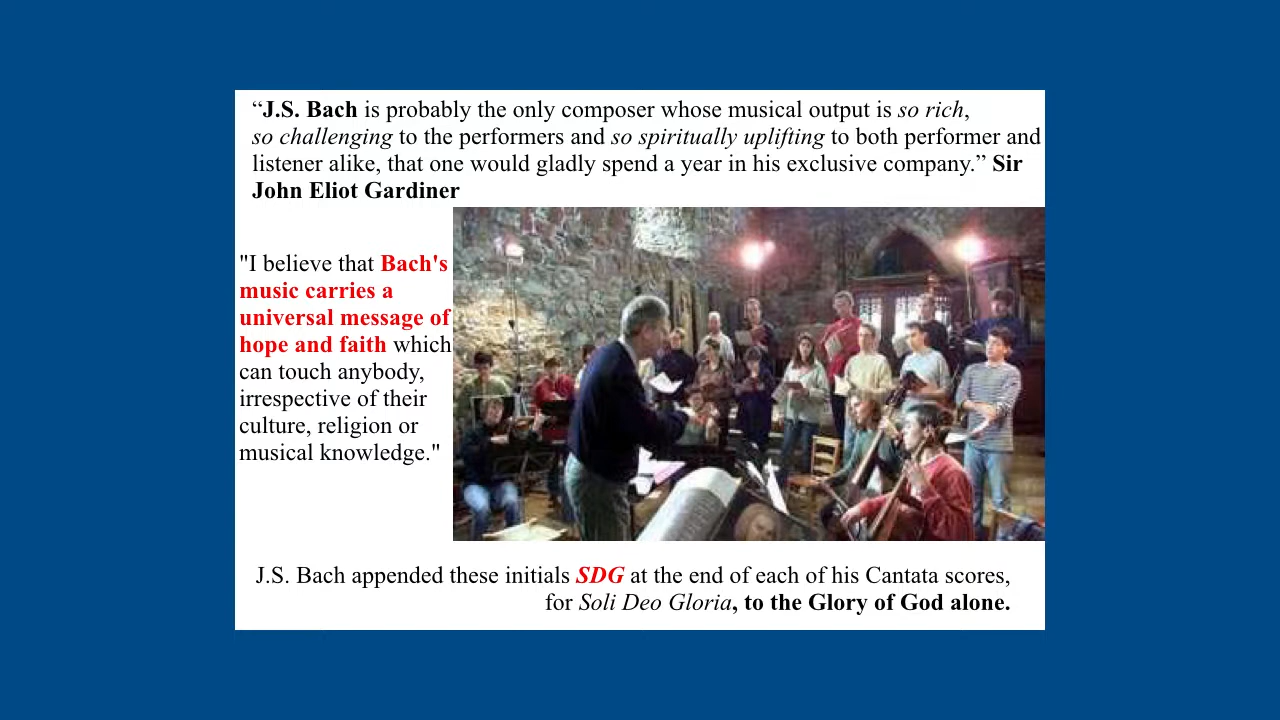 “J.S. Bach is probably the only composer whose musical output is so rich,
so challenging to the performers and so spiritually uplifting to both performer and
listener alike, that one would gladly spend a year in his exclusive company.” Sir
John Eliot Gardiner
"I believe that Bach's
music carries a
universal message of
hope and faith which
can touch anybody,
irrespective of their
culture, religion or
musical knowledge."
J.S. Bach appended these initials SDG at the end of each of his Cantata scores,
for Soli Deo Gloria, to the Glory of God alone.